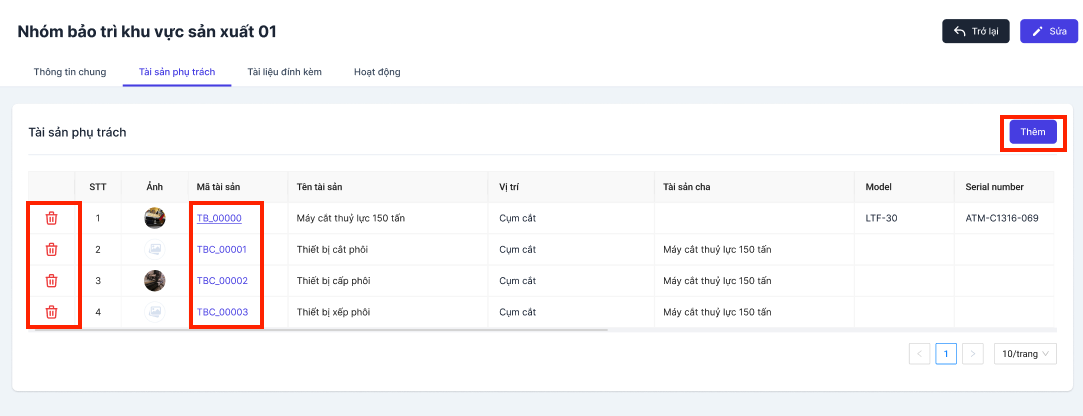 Nhóm bảo trì khu vực sản xuất 01
Trở lại
Sửa
Thông tin chung
Tài sản phụ trách
Tài liệu đính kèm
Hoạt động
Tài sản phụ trách
Thêm
STT Ảnh Mã tài sản Tên tài sản Vị trí Tài sản cha Model Serial number
1 TB_00000 Máy cắt thuỷ lực 150 tấn Cụm cắt LTF-30 ATM-C1316-069
2 TBC_00001 Thiết bị cắt phôi Cụm cắt Máy cắt thuỷ lực 150 tấn
3 TBC_00002 Thiết bị cấp phôi Cụm cắt Máy cắt thuỷ lực 150 tấn
4 TBC_00003 Thiết bị xếp phôi Cụm cắt Máy cắt thuỷ lực 150 tấn
1
10/trang